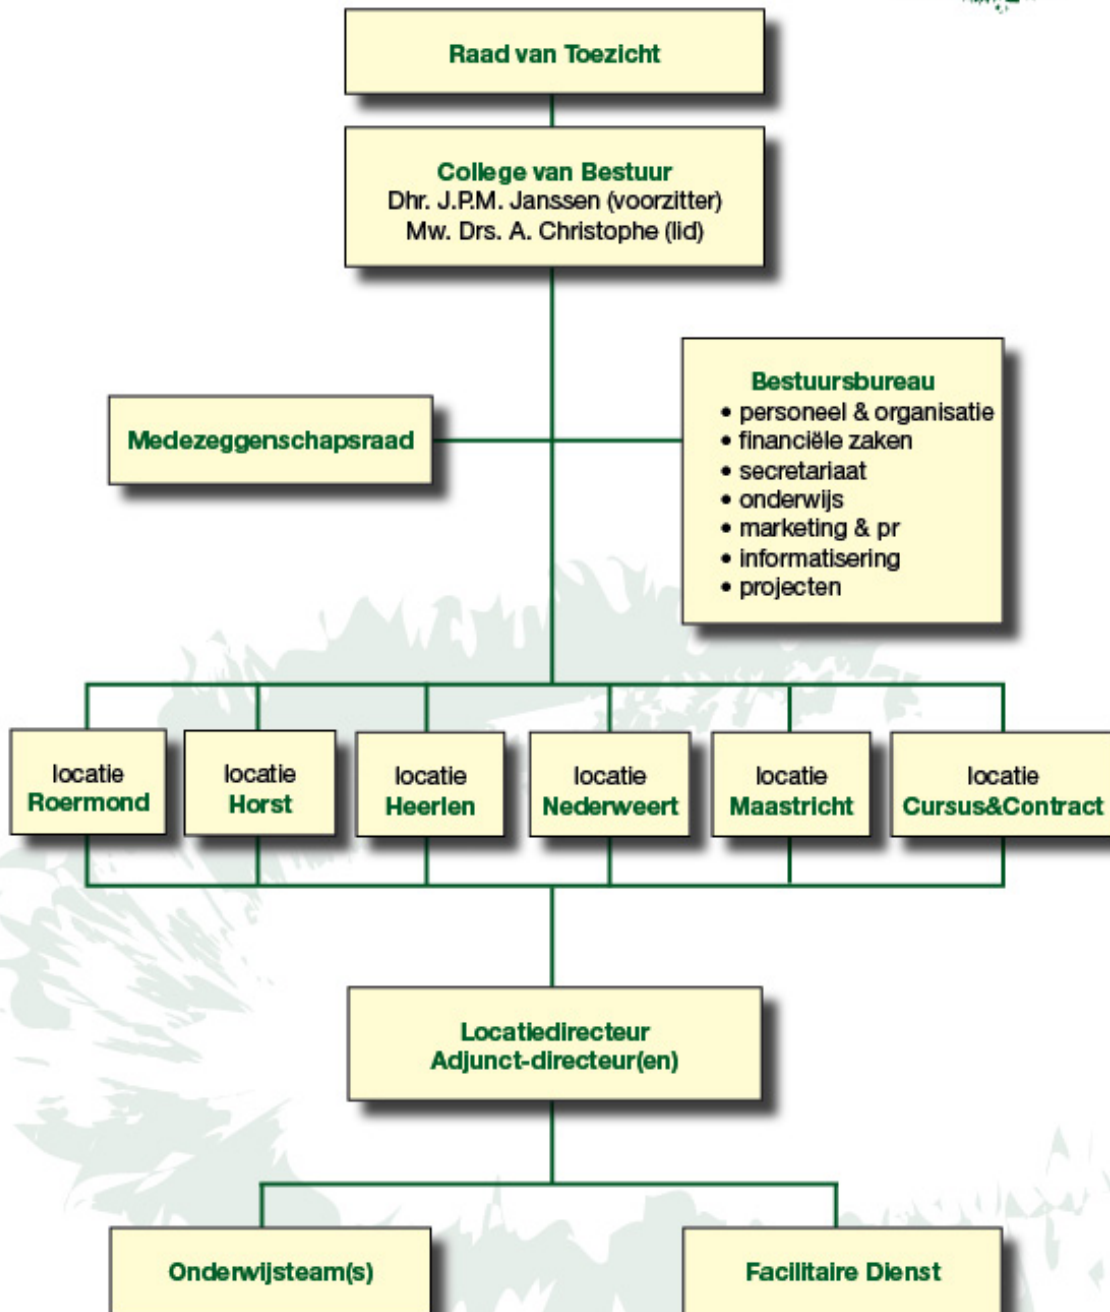 Raad van Toezicht
College van Bestuur
Dhr. J.P.M. Janssen (voorzitter)
Mw. Drs. A. Christophe (lid)
Medezeggenschapsraad
Bestuursbureau
• personeel & organisatie
• financiële zaken
• secretariaat
• onderwijs
• marketing & pr
• informatisering
• projecten
locatie
Roermond
locatie
Horst
locatie
Heerlen
locatie
Nederweert
locatie
Maastricht
locatie
Cursus&Contract
Locatiedirecteur
Adjunct-directeur(en)
Onderwijsteam(s)
Facilitaire Dienst